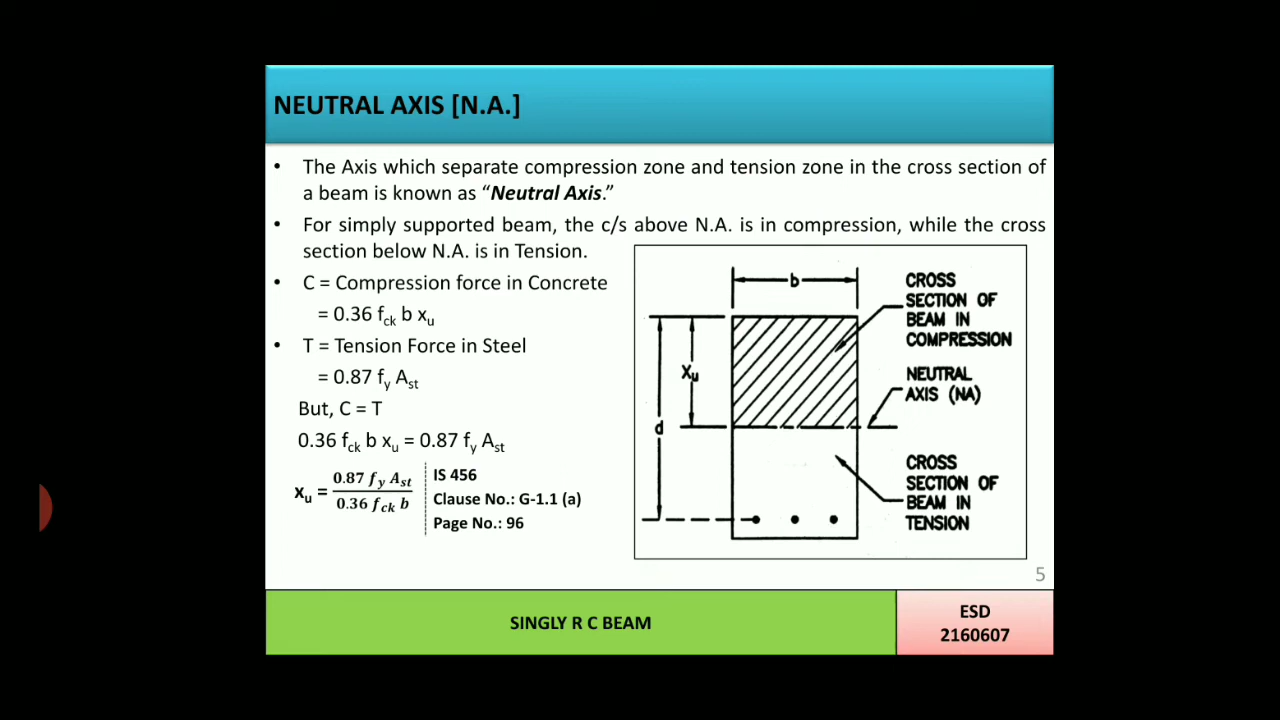 NEUTRAL AXIS [N.A.]
• The Axis which separate compression zone and tension zone in the cross section of
a beam is known as “Neutral Axis.”
• For simply supported beam, the c/s above N.A. is in compression, while the cross
section below N.A. is in Tension.
• C = Compression force in Concrete
= 0.36 fck b xu
• T = Tension Force in Steel
= 0.87 fy Ast
But, C = T
0.36 fck b xu = 0.87 fy Ast
xu = 0.87 fy Ast / 0.36 fck b
IS 456
Clause No.: G-1.1 (a)
Page No.: 96
b
Xu
d
CROSS
SECTION OF
BEAM IN
COMPRESSION
NEUTRAL
AXIS (NA)
CROSS
SECTION OF
BEAM IN
TENSION
5
SINGLY R C BEAM
ESD
2160607